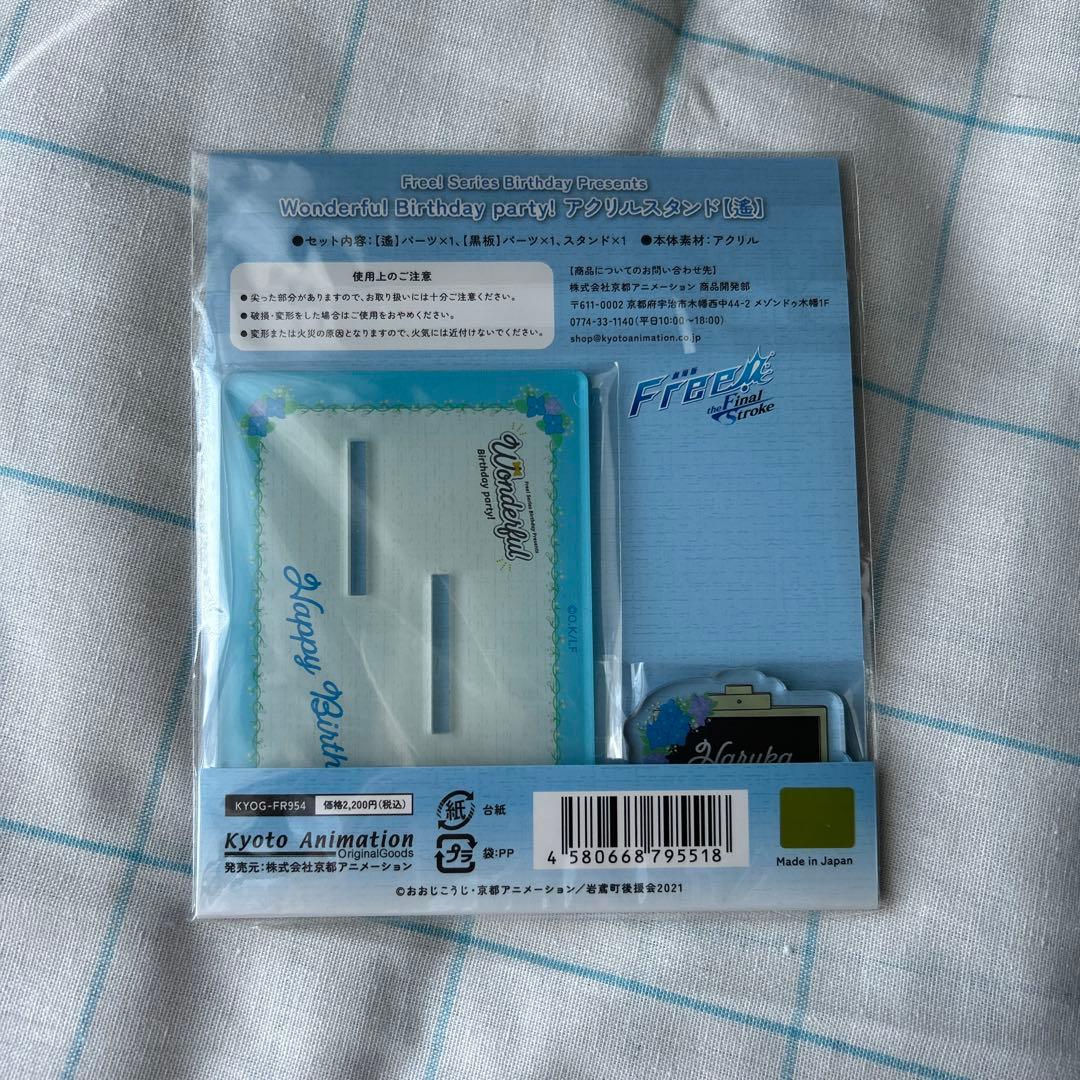 Free! Series Birthday Presents
Wonderful Birthday party! アクリルスタンド【遙】
●セット内容：【遙】パーツ×1、【黒板】パーツ×1、スタンド×1 ●本体素材：アクリル
使用上のご注意
●尖った部分がありますので、お取り扱いには十分ご注意ください。
●破損・変形をした場合はご使用をおやめください。
●変形または火災の原因となりますので、火気には近付けないでください。
【商品についてのお問い合わせ先】
株式会社京都アニメーション 商品開発部
〒611-0002 京都府宇治市木幡西中44-2 メゾンドゥ木幡1F
0774-33-1140（平日10:00～18:00）
shop@kyotoanimation.co.jp
劇場版
Free!
the Final
Stroke
Wonderful
Birthday party!
Free! Series Birthday Presents
©O.K/I.F
Happy Birth
Haruka
KYOG-FR954 価格2,200円（税込）
Kyoto Animation
OriginalGoods
発売元：株式会社京都アニメーション
紙 台紙
プラ 袋：PP
4 580668 795518
Made in Japan
©おおじこうじ・京都アニメーション／岩鳶町後援会2021